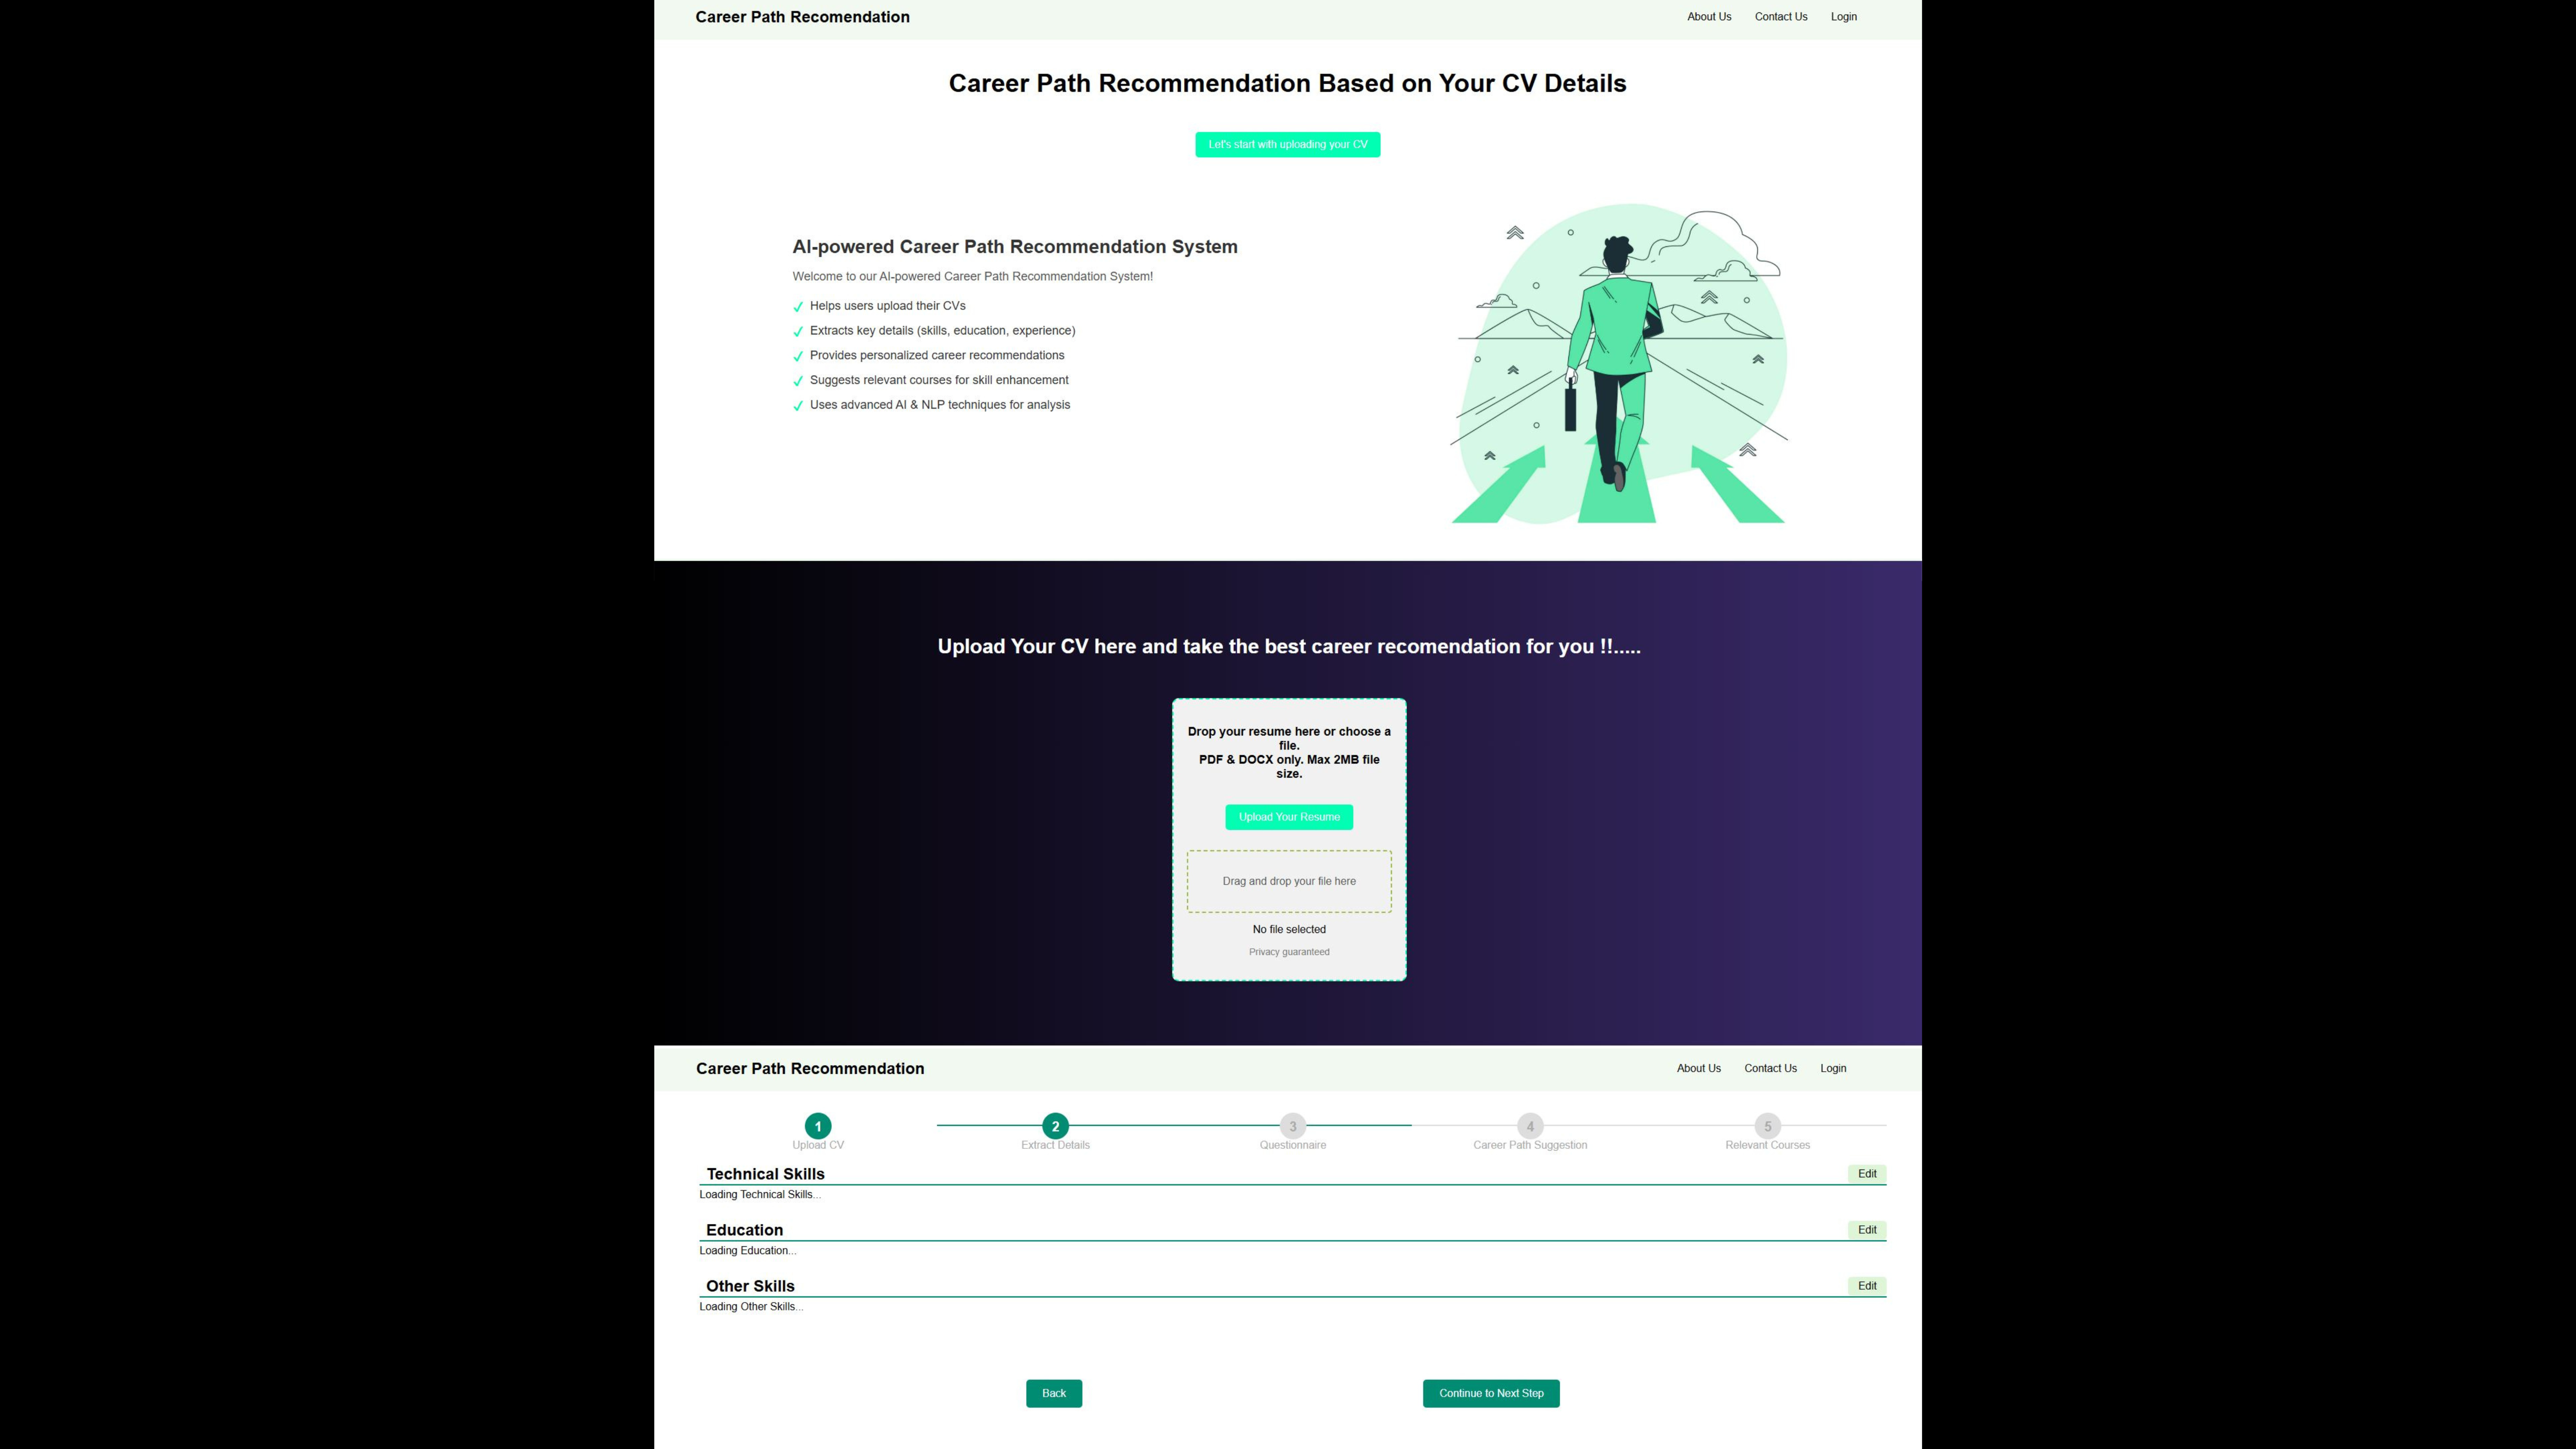 Career Path Recomendation
About Us Contact Us Login
Career Path Recommendation Based on Your CV Details
Let's start with uploading your CV
AI-powered Career Path Recommendation System
Welcome to our AI-powered Career Path Recommendation System!
Helps users upload their CVs
Extracts key details (skills, education, experience)
Provides personalized career recommendations
Suggests relevant courses for skill enhancement
Uses advanced AI & NLP techniques for analysis
Upload Your CV here and take the best career recomendation for you !!.....
Drop your resume here or choose a
file.
PDF & DOCX only. Max 2MB file
size.
Upload Your Resume
Drag and drop your file here
No file selected
Privacy guaranteed
Career Path Recommendation
About Us Contact Us Login
1 2 3 4 5
Upload CV Extract Details Questionnaire Career Path Suggestion Relevant Courses
Technical Skills Edit
Loading Technical Skills...
Education Edit
Loading Education...
Other Skills Edit
Loading Other Skills...
Back Continue to Next Step